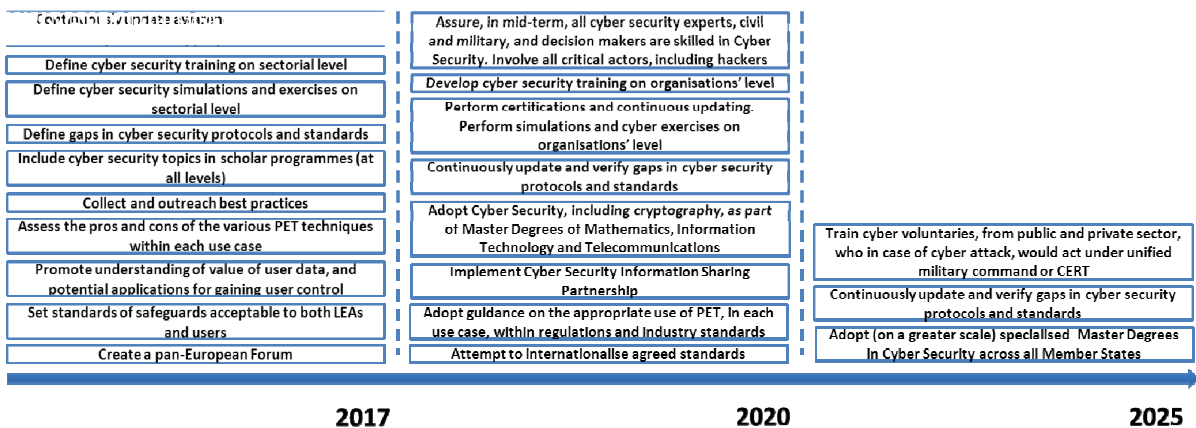 Define cyber security training on sectorial level
Define cyber security simulations and exercises on
sectorial level
Define gaps in cyber security protocols and standards
Include cyber security topics in scholar programmes (at
all levels)
Collect and outreach best practices
Assess the pros and cons of the various PET techniques
within each use case
Promote understanding of value of user data, and
potential applications for gaining user control
Set standards of safeguards acceptable to both LEAs
and users
Create a pan-European Forum
Assure, in mid-term, all cyber security experts, civil
and military, and decision makers are skilled in Cyber
Security. Involve all critical actors, including hackers
Develop cyber security training on organisations' level
Perform certifications and continuous updating.
Perform simulations and cyber exercises on
organisations' level
Continuously update and verify gaps in cyber security
protocols and standards
Adopt Cyber Security, including cryptography, as part
of Master Degrees of Mathematics, Information
Technology and Telecommunications
Implement Cyber Security Information Sharing
Partnership
Adopt guidance on the appropriate use of PET, in each
use case, within regulations and industry standards
Attempt to internationalise agreed standards
Train cyber voluntaries, from public and private sector,
who in case of cyber attack, would act under unified
military command or CERT
Continuously update and verify gaps in cyber security
protocols and standards
Adopt (on a greater scale) specialised Master Degrees
in Cyber Security across all Member States
2017
2020
2025